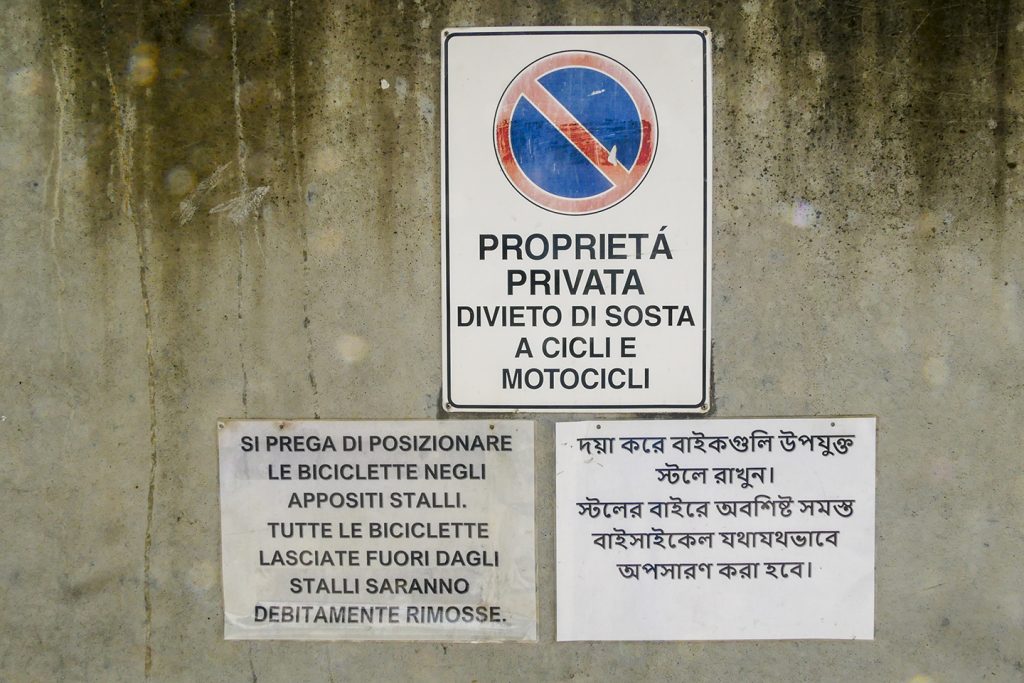 PROPRIETÁ
PRIVATA
DIVIETO DI SOSTA
A CICLI E
MOTOCICLI
SI PREGA DI POSIZIONARE
LE BICICLETTE NEGLI
APPOSITI STALLI.
TUTTE LE BICICLETTE
LASCIATE FUORI DAGLI
STALLI SARANNO
DEBITAMENTE RIMOSSE.
দয়া করে বাইকগুলি উপযুক্ত
স্টলে রাখুন।
স্টলের বাইরে অবশিষ্ট সমস্ত
বাইসাইকেল যথাযথভাবে
অপসারণ করা হবে।